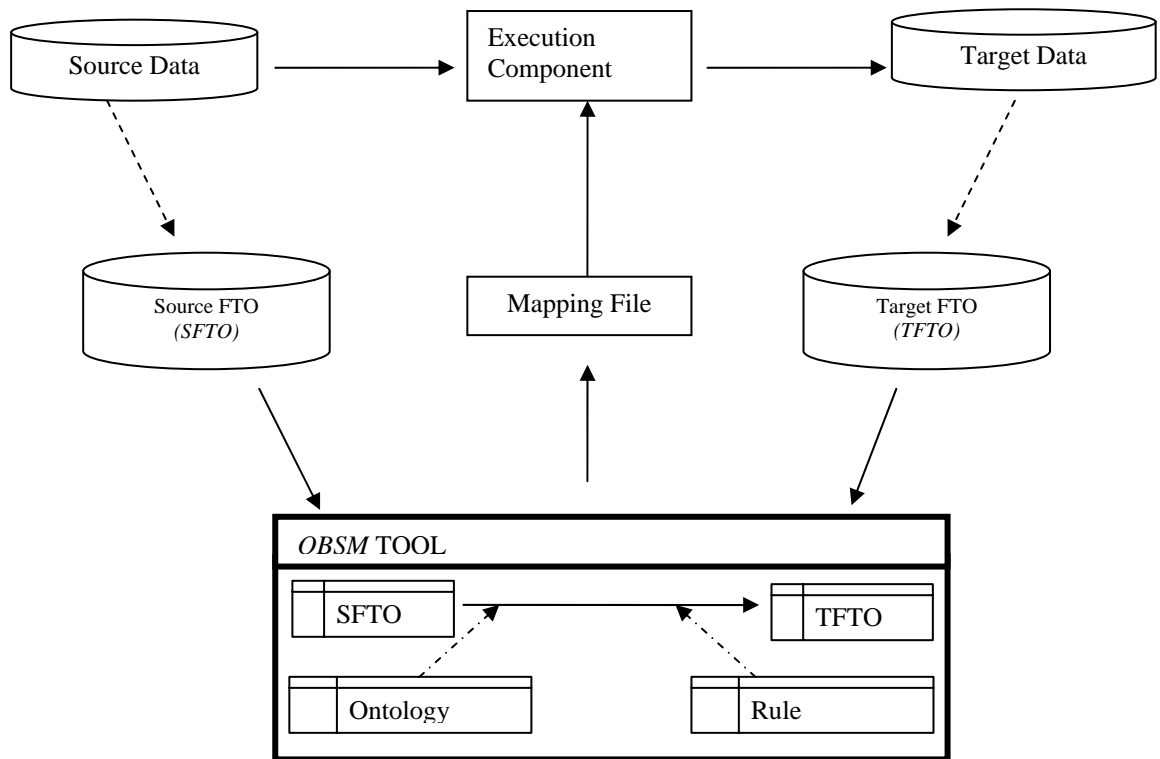 Source Data
Execution
Component
Target Data
Source FTO
(SFTO)
Mapping File
Target FTO
(TFTO)
OBSM TOOL
SFTO
TFTO
Ontology
Rule